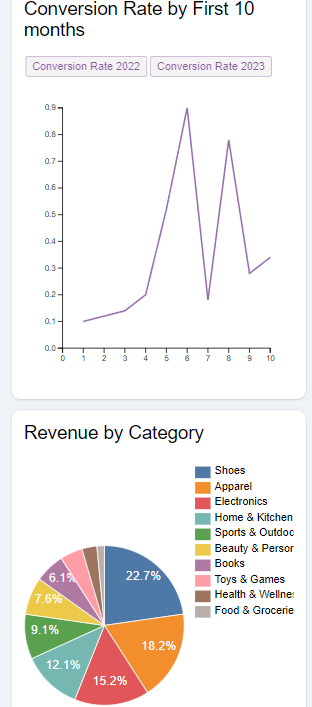 Conversion Rate by First 10
months
Conversion Rate 2022
Conversion Rate 2023
0.9
0.8
0.7
0.6
0.5
0.4
0.3
0.2
0.1
0.0
0 1 2 3 4 5 6 7 8 9 10
Revenue by Category
Shoes
Apparel
Electronics
Home & Kitchen
Sports & Outdoo
Beauty & Person
Books
Toys & Games
Health & Wellnes
Food & Grocerie
22.7%
18.2%
15.2%
12.1%
9.1%
7.6%
6.1%